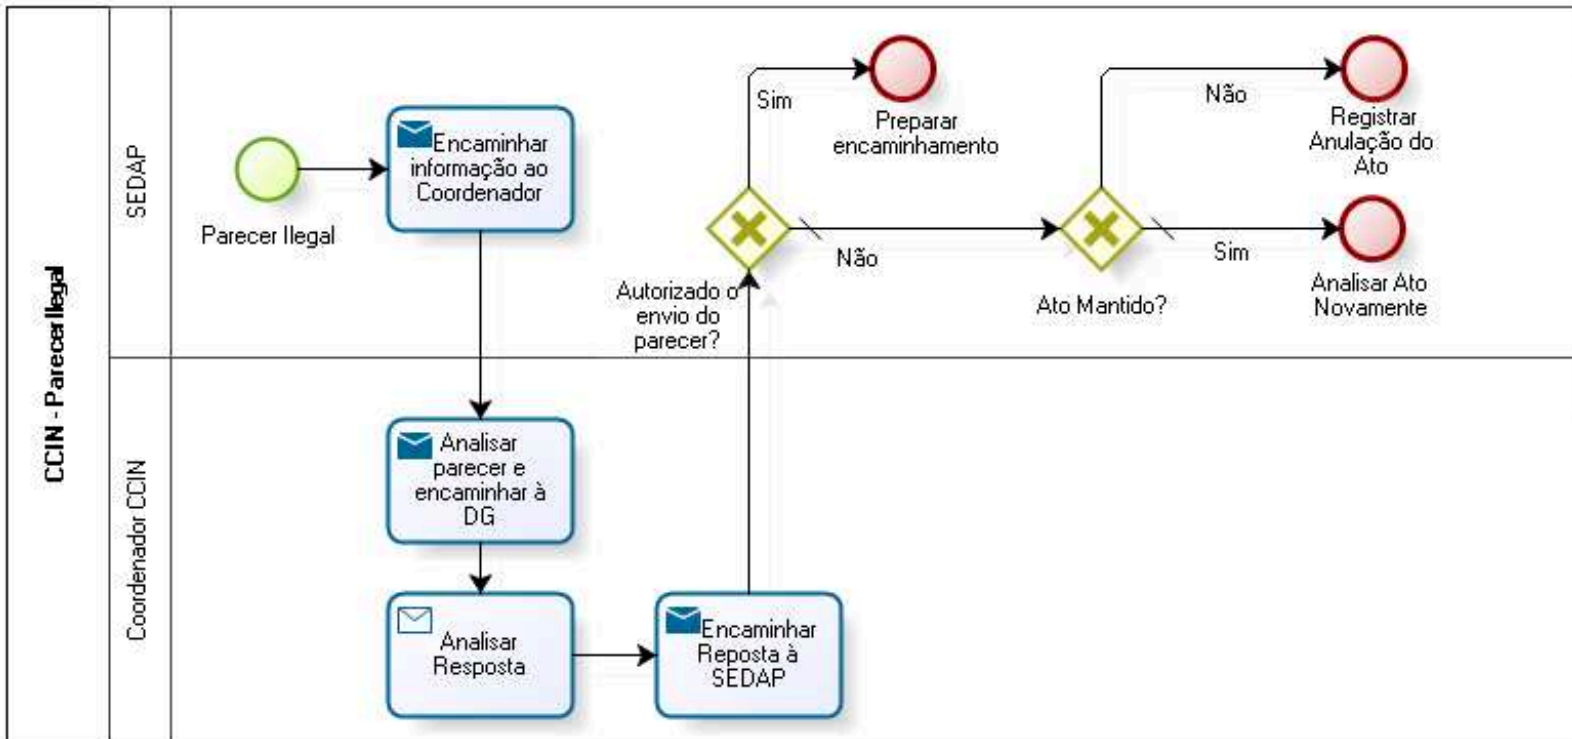 CCIN - Parecer Ilegal
SEDAP
Parecer Ilegal
Encaminhar
informação ao
Coordenador
Autorizado o
envio do
parecer?
Sim
Preparar
encaminhamento
Não
Ato Mantido?
Não
Registrar
Anulação do
Ato
Sim
Analisar Ato
Novamente
Coordenador CCIN
Analisar
parecer e
encaminhar à
DG
Analisar
Resposta
Encaminhar
Reposta à
SEDAP